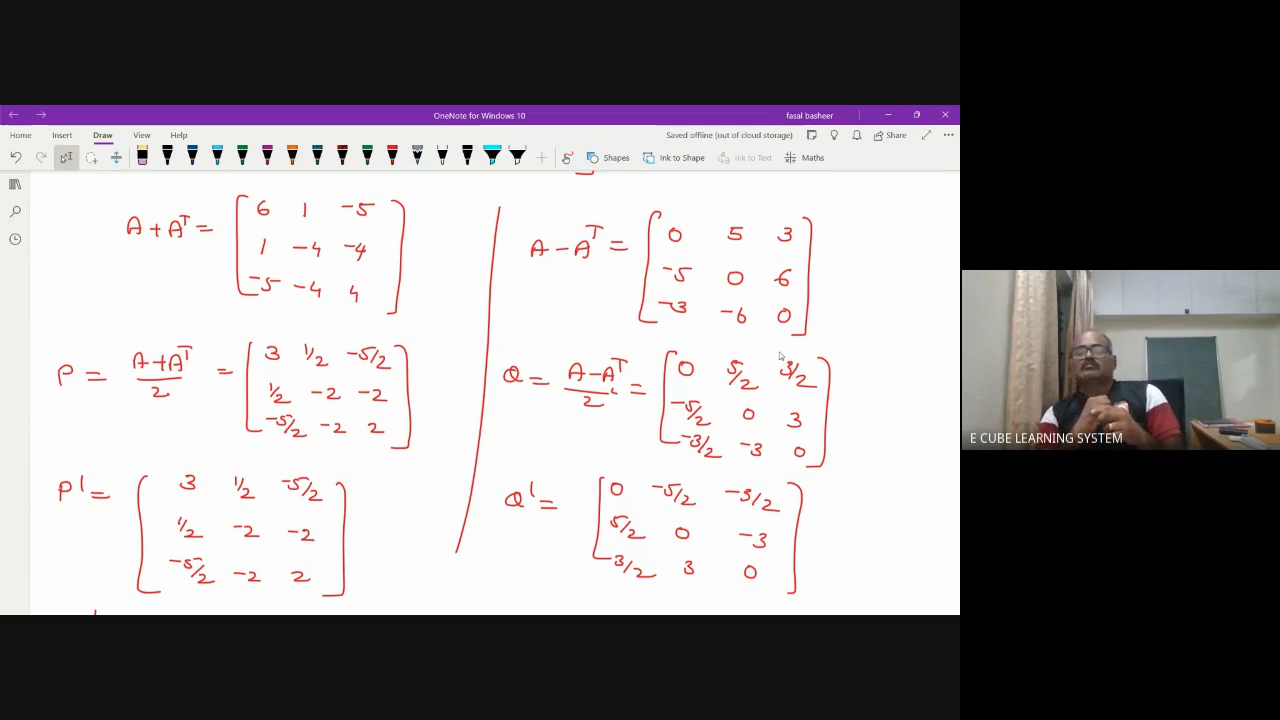 OneNote for Windows 10
fasal basheer
Home Insert Draw View Help
Saved offline (out of cloud storage)
Share
Shapes
Ink to Shape
Ink to Text
Maths
A + Aᵀ =
6 1 -5
1 -4 -4
-5 -4 4
P = A+Aᵀ/2 =
3 1/2 -5/2
1/2 -2 -2
-5/2 -2 2
P' =
3 1/2 -5/2
1/2 -2 -2
-5/2 -2 2
A - Aᵀ =
0 5 3
-5 0 6
-3 -6 0
Q = A-Aᵀ/2 =
0 5/2 3/2
-5/2 0 3
-3/2 -3 0
Q' =
0 -5/2 -3/2
5/2 0 -3
-3/2 3 0
E CUBE LEARNING SYSTEM